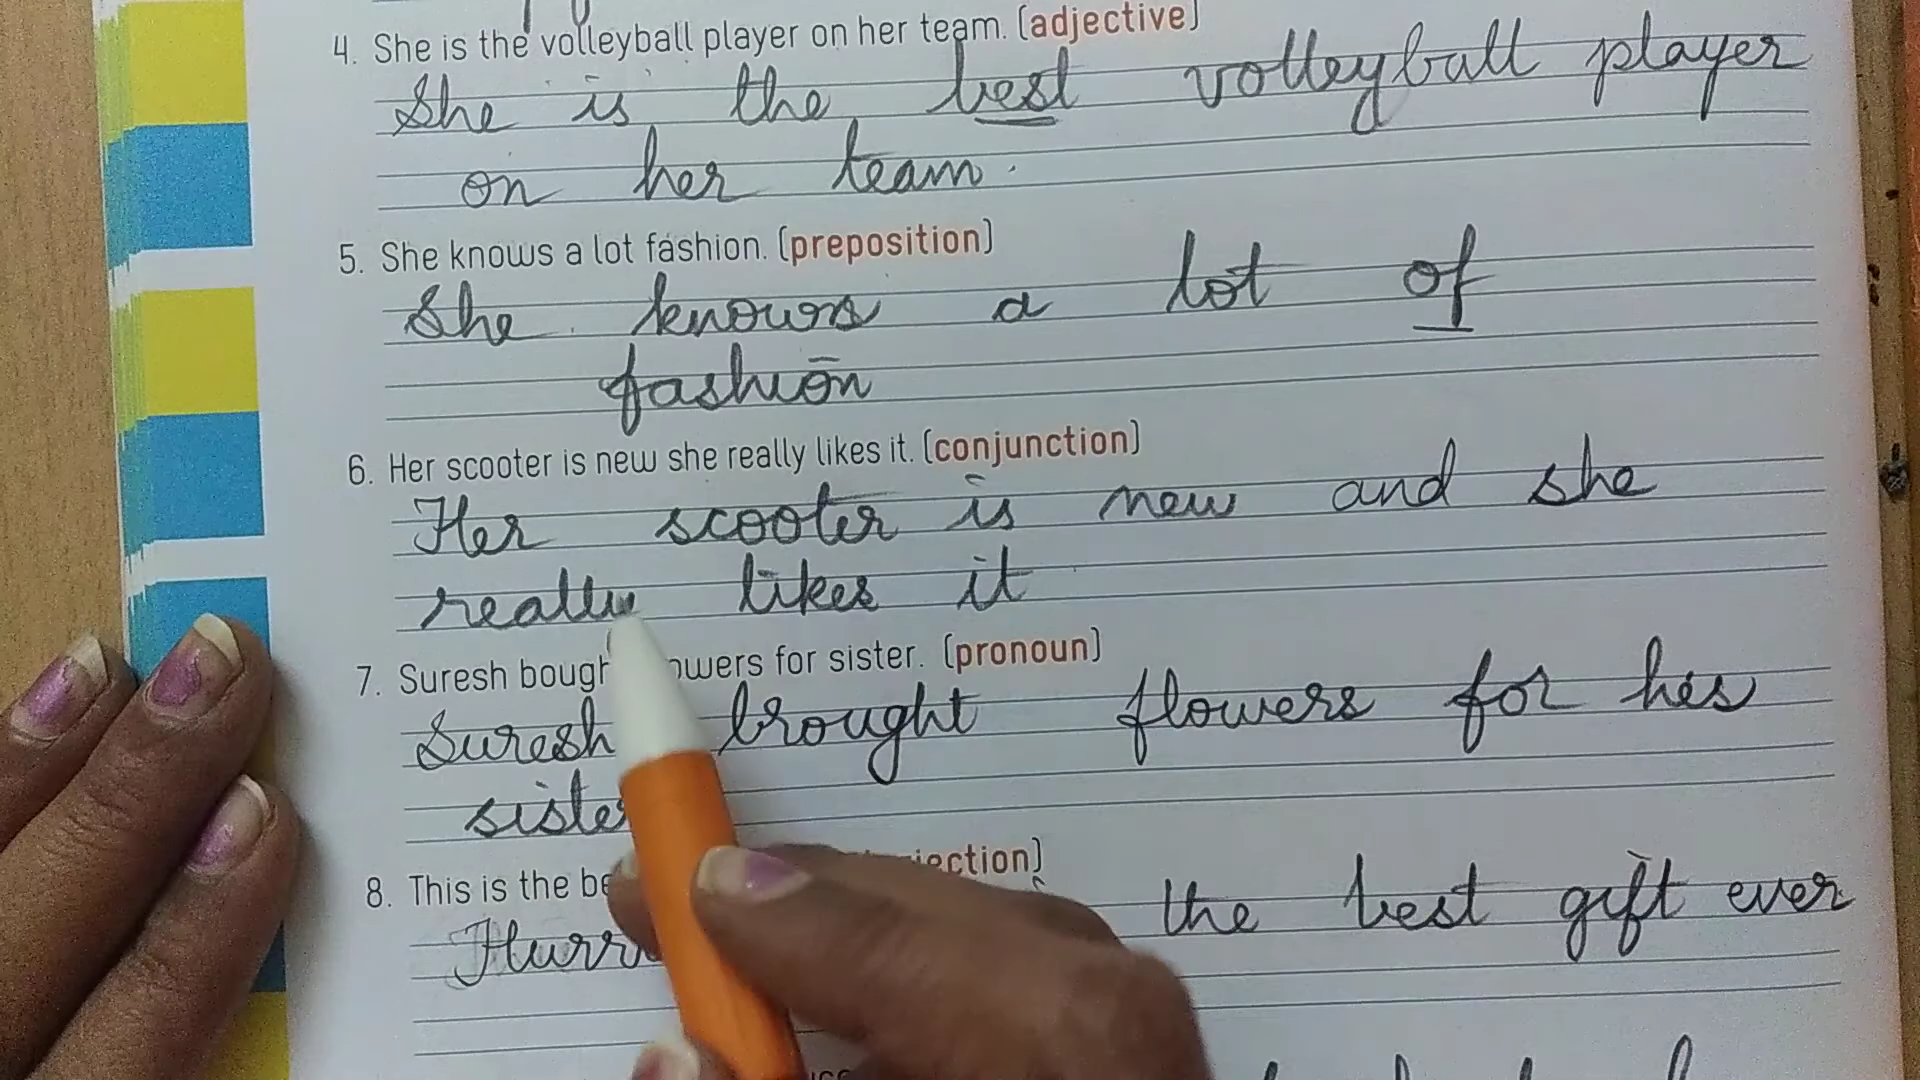 4. She is the volleyball player on her team. (adjective)
She is the best volleyball player
on her team.
5. She knows a lot fashion. (preposition)
She knows a lot of
fashion
6. Her scooter is new she really likes it. (conjunction)
Her scooter is new and she
really likes it
7. Suresh bough owers for sister. (pronoun)
Suresh brought flowers for his
siste
8. This is the be jection)
Hurr the best gift ever